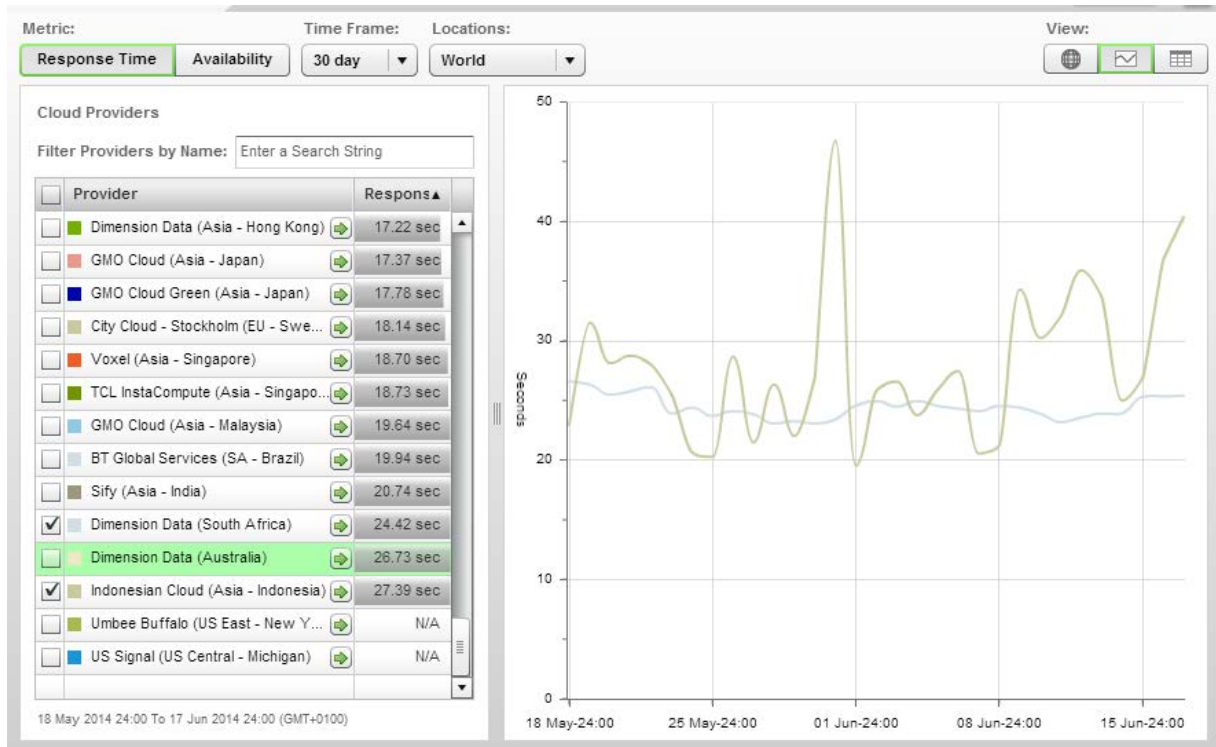 Metric: Time Frame: Locations: View:
Response Time Availability 30 day World
Cloud Providers
Filter Providers by Name: Enter a Search String
Provider Respons
Dimension Data (Asia - Hong Kong) 17.22 sec
GMO Cloud (Asia - Japan) 17.37 sec
GMO Cloud Green (Asia - Japan) 17.78 sec
City Cloud - Stockholm (EU - Swe... 18.14 sec
Voxel (Asia - Singapore) 18.70 sec
TCL InstaCompute (Asia - Singapo... 18.73 sec
GMO Cloud (Asia - Malaysia) 19.64 sec
BT Global Services (SA - Brazil) 19.94 sec
Sify (Asia - India) 20.74 sec
Dimension Data (South Africa) 24.42 sec
Dimension Data (Australia) 26.73 sec
Indonesian Cloud (Asia - Indonesia) 27.39 sec
Umbee Buffalo (US East - New Y... N/A
US Signal (US Central - Michigan) N/A
18 May 2014 24:00 To 17 Jun 2014 24:00 (GMT+0100)
50
40
30
Seconds
20
10
0
18 May-24:00 25 May-24:00 01 Jun-24:00 08 Jun-24:00 15 Jun-24:00